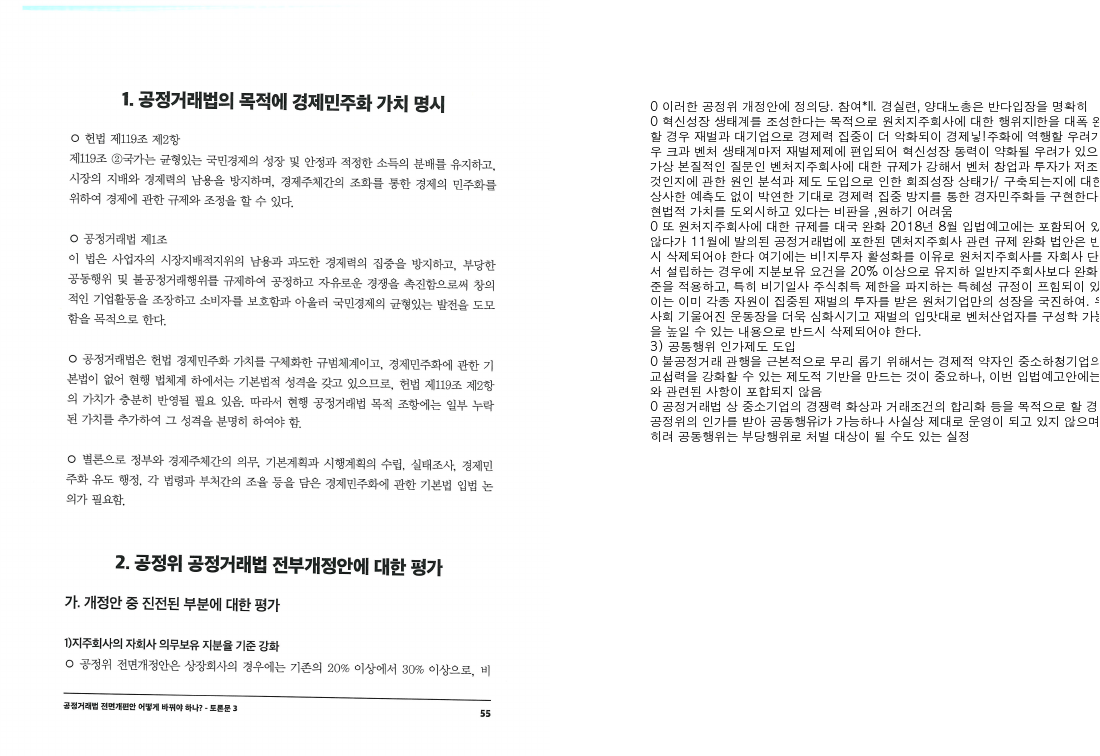 1. 공정거래법의 목적에 경제민주화 가치 명시
○ 헌법 제119조 제2항
제119조 ②국가는 균형있는 국민경제의 성장 및 안정과 적정한 소득의 분배를 유지하고,
시장의 지배와 경제력의 남용을 방지하며, 경제주체간의 조화를 통한 경제의 민주화를
위하여 경제에 관한 규제와 조정을 할 수 있다.
○ 공정거래법 제1조
이 법은 사업자의 시장지배적지위의 남용과 과도한 경제력의 집중을 방지하고, 부당한
공동행위 및 불공정거래행위를 규제하여 공정하고 자유로운 경쟁을 촉진함으로써 창의
적인 기업활동을 조장하고 소비자를 보호함과 아울러 국민경제의 균형있는 발전을 도모
함을 목적으로 한다.
○ 공정거래법은 헌법 경제민주화 가치를 구체화한 규범체계이고, 경제민주화에 관한 기
본법이 없어 현행 법체계 하에서는 기본법적 성격을 갖고 있으므로, 헌법 제119조 제2항
의 가치가 충분히 반영될 필요 있음. 따라서 현행 공정거래법 목적 조항에는 일부 누락
된 가치를 추가하여 그 성격을 분명히 하여야 함.
○ 별론으로 정부와 경제주체간의 의무, 기본계획과 시행계획의 수립, 실태조사, 경제민
주화 유도 행정, 각 법령과 부처간의 조율 등을 담은 경제민주화에 관한 기본법 입법 논
의가 필요함.
2. 공정위 공정거래법 전부개정안에 대한 평가
가. 개정안 중 진전된 부분에 대한 평가
1)지주회사의 자회사 의무보유 지분율 기준 강화
○ 공정위 전면개정안은 상장회사의 경우에는 기존의 20% 이상에서 30% 이상으로, 비
공정거래법 전면개편안 어떻게 바꿔야 하나? - 토론문 3
55
0 이러한 공정위 개정안에 정의당. 참여*ll. 경실련, 양대노총은 반다입장을 명확히
0 혁신성장 생태계를 조성한다는 목적으로 원치지주회사에 대한 행위지I한을 대폭 완
할 경우 재벌과 대기업으로 경제력 집중이 더 악화되이 경제닣!주화에 역행할 우려가
우 크과 벤처 생태계마저 재벌제제에 편입되어 혁신성장 동력이 약화될 우려가 있으
가상 본질적인 질문인 벤처지주회사에 대한 규제가 강해서 벤처 창업과 투자가 저조
것인지에 관한 원인 분석과 제도 도입으로 인한 회죄성장 상태가/ 구축되는지에 대한
상사한 예측도 없이 박연한 기대로 경제력 집중 방지를 통한 경자민주화들 구현한다
현법적 가치를 도외시하고 있다는 비판을 ,원하기 어려움
0 또 원처지주회사에 대한 규제를 대국 완화 2018년 8월 입법예고에는 포함되어 있
않다가 11월에 발의된 공정거래법에 포한된 덴처지주회사 관련 규제 완화 법안은 반
시 삭제되어야 한다 여기에는 비!지투자 활성화를 이유로 원처지주회사를 자회사 단
서 설립하는 경우에 지분보유 요건을 20% 이상으로 유지하 일반지주회사보다 완화
준을 적용하고, 특히 비기일사 주식취득 제한을 파지하는 특혜성 규정이 프힘되이 있
이는 이미 각종 자원이 집중된 재벌의 투자를 받은 원처기업만의 성장을 국진하여. 우
사회 기울어진 운동장을 더욱 심화시기고 재벌의 입맛대로 벤처산업자를 구성학 가능
을 높일 수 있는 내용으로 반드시 삭제되어야 한다.
3) 공통행위 인가제도 도입
0 불공정거래 관행을 근본적으로 무리 롭기 위해서는 경제적 약자인 중소하청기업의
교섭력을 강화할 수 있는 제도적 기반을 만드는 것이 중요하나, 이번 입법예고안에는
와 관련된 사항이 포합되지 않음
0 공정거래법 상 중소기업의 경쟁력 화상과 거래조건의 합리화 등을 목적으로 할 경
공정위의 인가를 받아 공동행위i가 가능하나 사실상 제대로 운영이 되고 있지 않으며
히려 공동행위는 부당행위로 처벌 대상이 될 수도 있는 실정